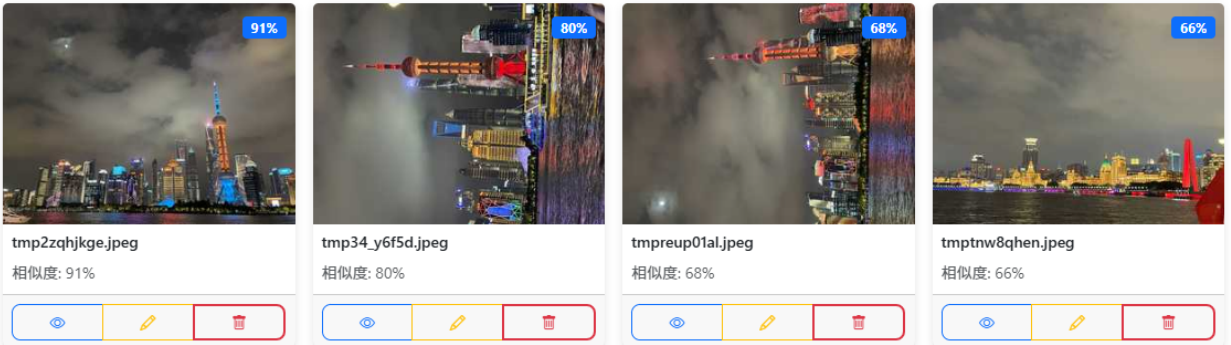 91%
80%
68%
66%
tmp2zqhjkge.jpeg
tmp34_y6f5d.jpeg
tmpreup01al.jpeg
tmptnw8qhen.jpeg
相似度: 91%
相似度: 80%
相似度: 68%
相似度: 66%